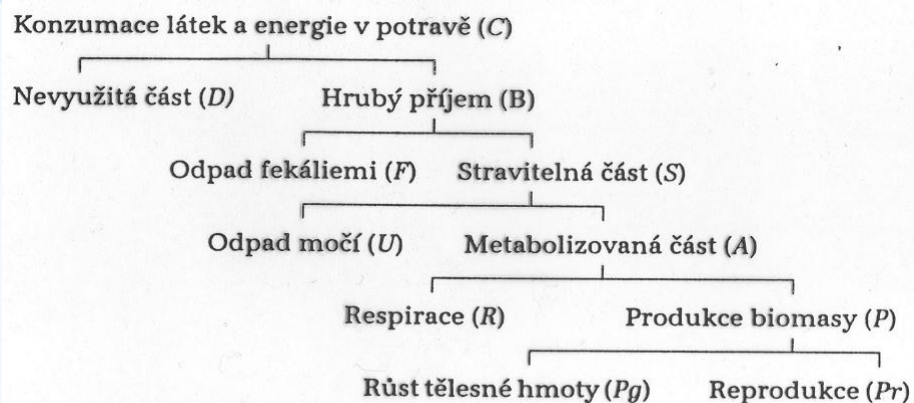 Konzumace látek a energie v potravě (C)
Nevyužitá část (D) Hrubý příjem (B)
Odpad fekáliemi (F) Stravitelná část (S)
Odpad močí (U) Metabolizovaná část (A)
Respirace (R) Produkce biomasy (P)
Růst tělesné hmoty (Pg) Reprodukce (Pr)